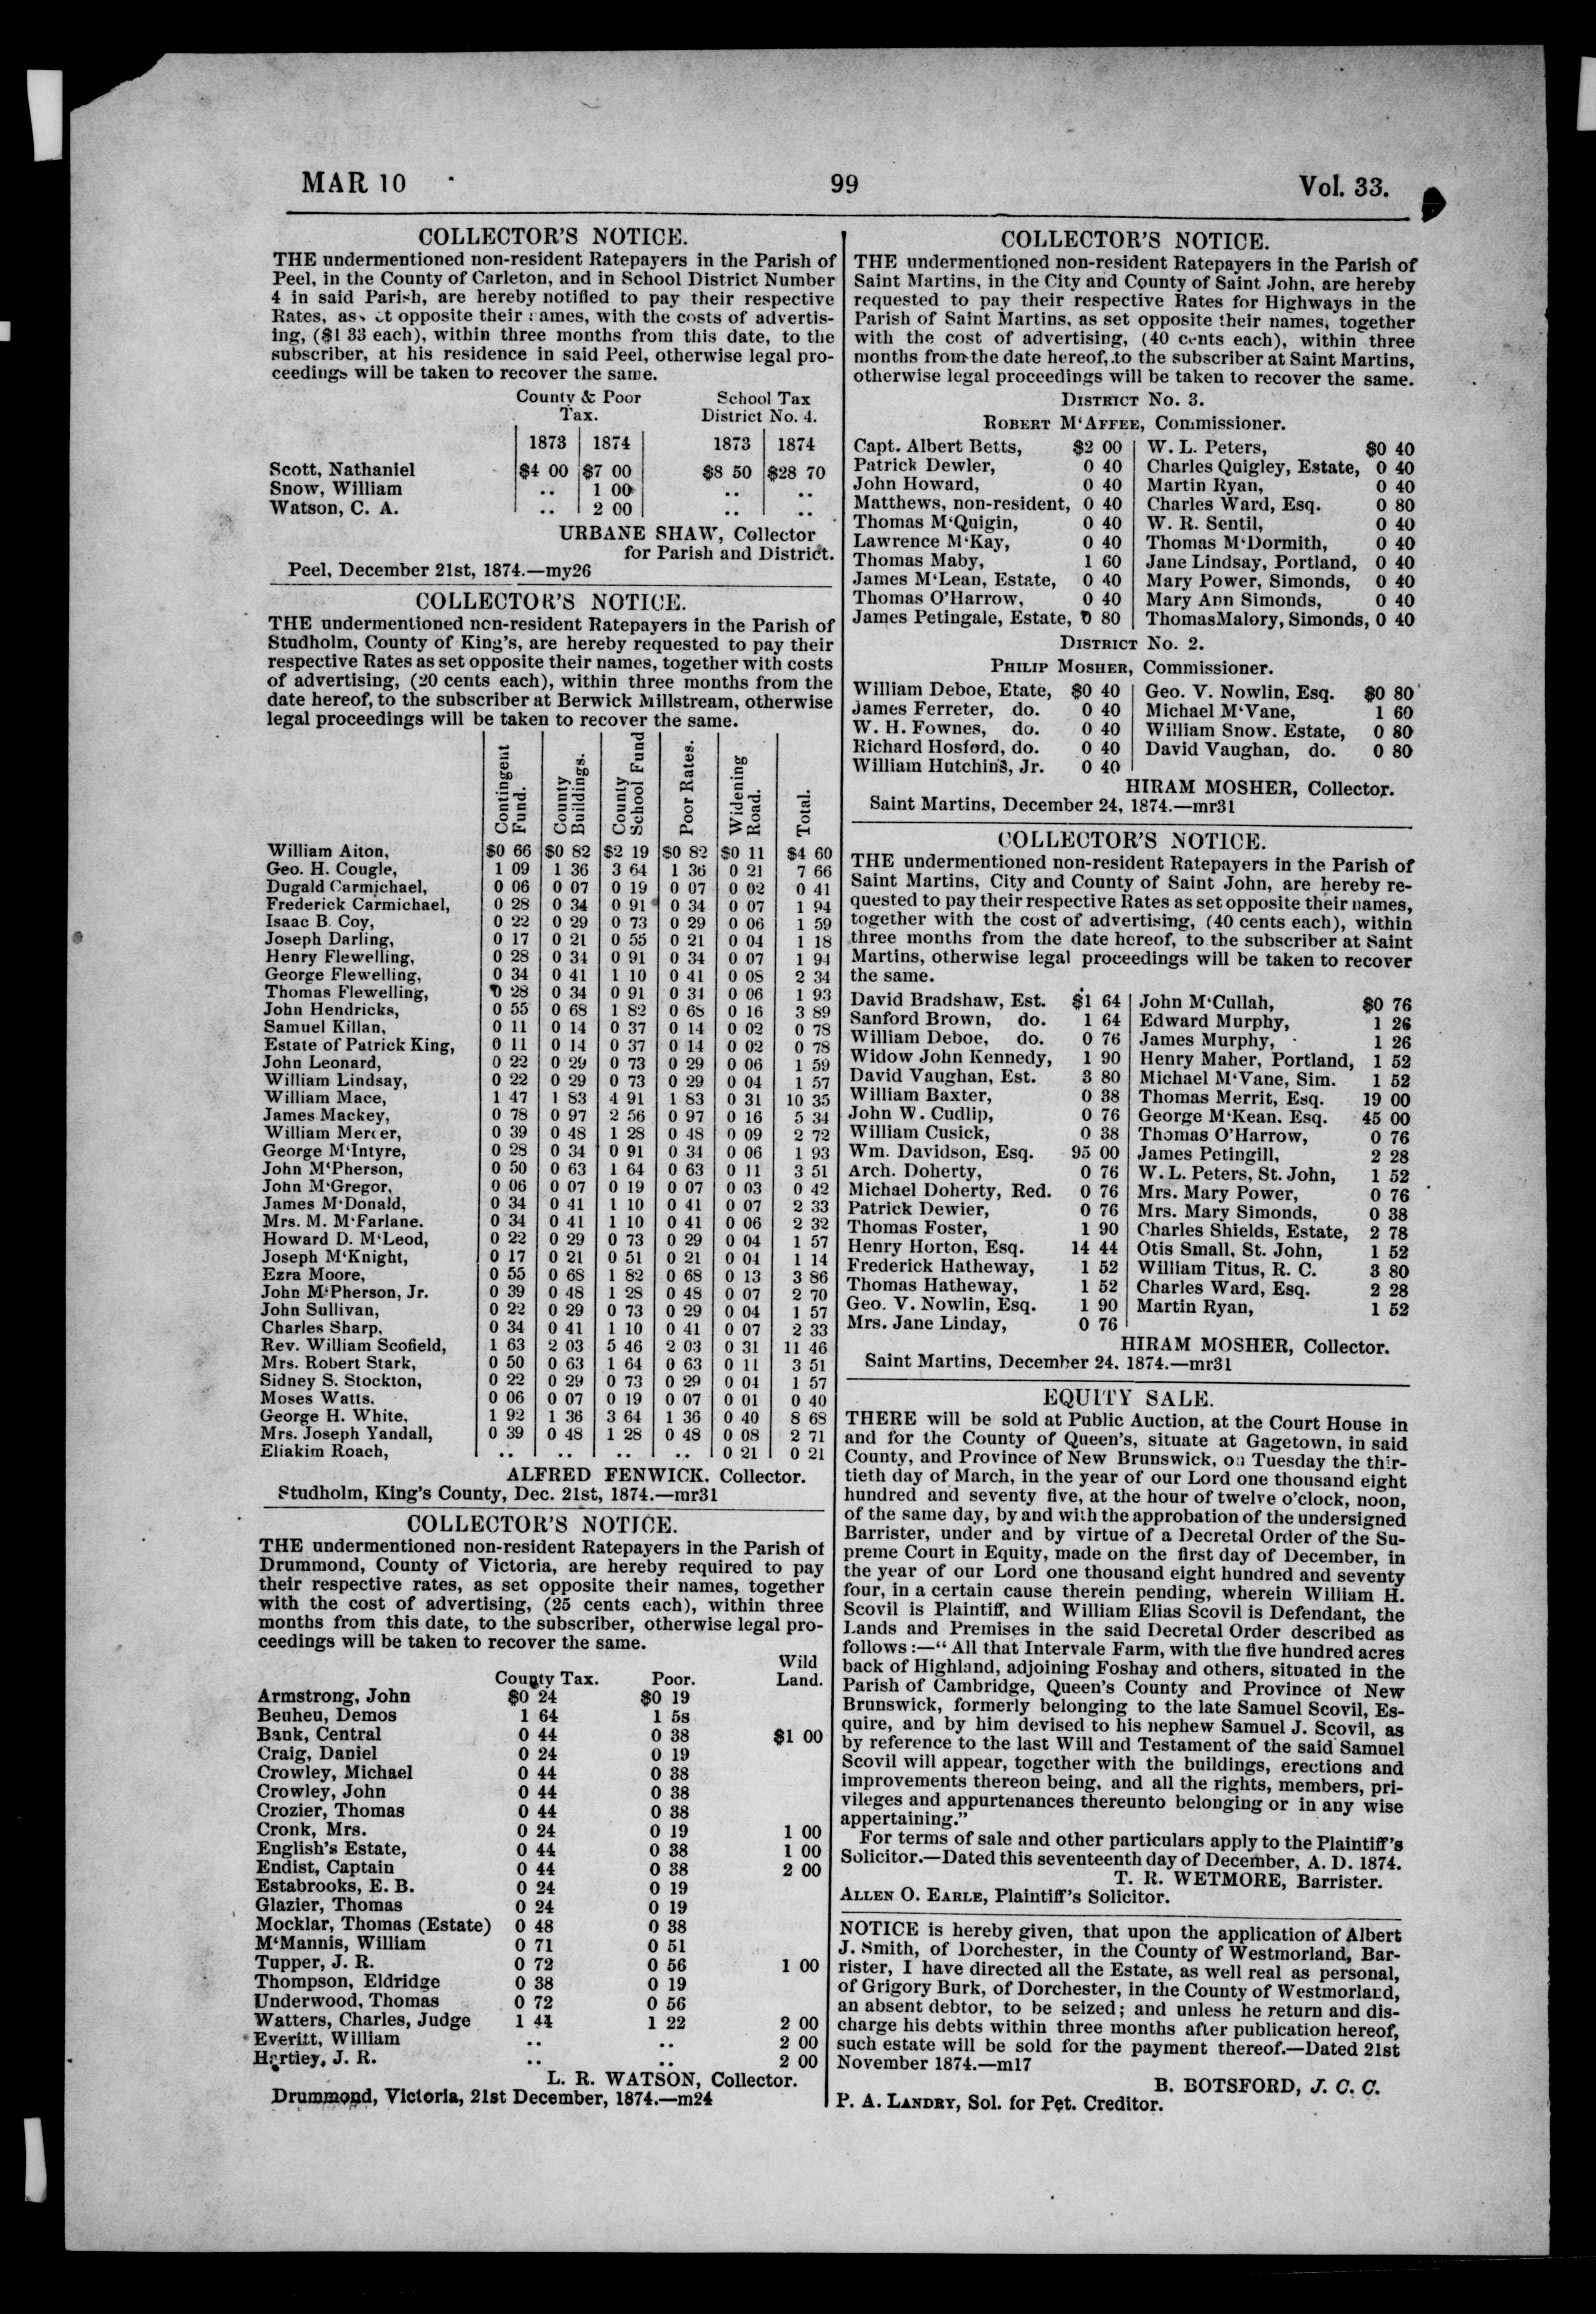 MAR 10 99 Vol. 33.
COLLECTOR'S NOTICE.
THE undermentioned non-resident Ratepayers in the Parish of
Peel, in the County of Carleton, and in School District Number
4 in said Parish, are hereby notified to pay their respective
Rates, as set opposite their names, with the costs of advertis-
ing, ($1 33 each), within three months from this date, to the
subscriber, at his residence in said Peel, otherwise legal pro-
ceedings will be taken to recover the same.
County & Poor School Tax
Tax. District No. 4.
1873 1874 1873 1874
Scott, Nathaniel $4 00 $7 00 $8 50 $28 70
Snow, William .. 1 00 .. ..
Watson, C. A. .. 2 00 .. ..
URBANE SHAW, Collector
for Parish and District.
Peel, December 21st, 1874.—my26
COLLECTOR'S NOTICE.
THE undermentioned non-resident Ratepayers in the Parish of
Studholm, County of King's, are hereby requested to pay their
respective Rates as set opposite their names, together with costs
of advertising, (20 cents each), within three months from the
date hereof, to the subscriber at Berwick Millstream, otherwise
legal proceedings will be taken to recover the same.
Contingent Fund. County Buildings. County School Fund Poor Rates. Widening Road. Total.
William Aiton, $0 66 $0 82 $2 19 $0 82 $0 11 $4 60
Geo. H. Cougle, 1 09 1 36 3 64 1 36 0 21 7 66
Dugald Carmichael, 0 06 0 07 0 19 0 07 0 02 0 41
Frederick Carmichael, 0 28 0 34 0 91 0 34 0 07 1 94
Isaac B. Coy, 0 22 0 29 0 73 0 29 0 06 1 59
Joseph Darling, 0 17 0 21 0 55 0 21 0 04 1 18
Henry Flewelling, 0 28 0 34 0 91 0 34 0 07 1 94
George Flewelling, 0 34 0 41 1 10 0 41 0 08 2 34
Thomas Flewelling, 0 28 0 34 0 91 0 34 0 06 1 93
John Hendricks, 0 55 0 68 1 82 0 68 0 16 3 89
Samuel Killan, 0 11 0 14 0 37 0 14 0 02 0 78
Estate of Patrick King, 0 11 0 14 0 37 0 14 0 02 0 78
John Leonard, 0 22 0 29 0 73 0 29 0 06 1 59
William Lindsay, 0 22 0 29 0 73 0 29 0 04 1 57
William Mace, 1 47 1 83 4 91 1 83 0 31 10 35
James Mackey, 0 78 0 97 2 56 0 97 0 16 5 34
William Mercer, 0 39 0 48 1 28 0 48 0 09 2 72
George M'Intyre, 0 28 0 34 0 91 0 34 0 06 1 93
John M'Pherson, 0 50 0 63 1 64 0 63 0 11 3 51
John M'Gregor, 0 06 0 07 0 19 0 07 0 03 0 42
James M'Donald, 0 34 0 41 1 10 0 41 0 07 2 33
Mrs. M. M'Farlane. 0 34 0 41 1 10 0 41 0 06 2 32
Howard D. M'Leod, 0 22 0 29 0 73 0 29 0 04 1 57
Joseph M'Knight, 0 17 0 21 0 51 0 21 0 04 1 14
Ezra Moore, 0 55 0 68 1 82 0 68 0 13 3 86
John M'Pherson, Jr. 0 39 0 48 1 28 0 48 0 07 2 70
John Sullivan, 0 22 0 29 0 73 0 29 0 04 1 57
Charles Sharp, 0 34 0 41 1 10 0 41 0 07 2 33
Rev. William Scofield, 1 63 2 03 5 46 2 03 0 31 11 46
Mrs. Robert Stark, 0 50 0 63 1 64 0 63 0 11 3 51
Sidney S. Stockton, 0 22 0 29 0 73 0 29 0 04 1 57
Moses Watts, 0 06 0 07 0 19 0 07 0 01 0 40
George H. White, 1 92 1 36 3 64 1 36 0 40 8 68
Mrs. Joseph Yandall, 0 39 0 48 1 28 0 48 0 08 2 71
Eliakim Roach, .. .. .. .. 0 21 0 21
ALFRED FENWICK. Collector.
Studholm, King's County, Dec. 21st, 1874.—mr31
COLLECTOR'S NOTICE.
THE undermentioned non-resident Ratepayers in the Parish of
Drummond, County of Victoria, are hereby required to pay
their respective rates, as set opposite their names, together
with the cost of advertising, (25 cents each), within three
months from this date, to the subscriber, otherwise legal pro-
ceedings will be taken to recover the same.
Wild
County Tax. Poor. Land.
Armstrong, John $0 24 $0 19
Beuheu, Demos 1 64 1 58
Bank, Central 0 44 0 38 $1 00
Craig, Daniel 0 24 0 19
Crowley, Michael 0 44 0 38
Crowley, John 0 44 0 38
Crozier, Thomas 0 44 0 38
Cronk, Mrs. 0 24 0 19 1 00
English's Estate, 0 44 0 38 1 00
Endist, Captain 0 44 0 38 2 00
Estabrooks, E. B. 0 24 0 19
Glazier, Thomas 0 24 0 19
Mocklar, Thomas (Estate) 0 48 0 38
M'Mannis, William 0 71 0 51
Tupper, J. R. 0 72 0 56 1 00
Thompson, Eldridge 0 38 0 19
Underwood, Thomas 0 72 0 56
Watters, Charles, Judge 1 44 1 22 2 00
Everitt, William .. .. 2 00
Hartley, J. R. .. .. 2 00
L. R. WATSON, Collector.
Drummond, Victoria, 21st December, 1874.—m24
COLLECTOR'S NOTICE.
THE undermentioned non-resident Ratepayers in the Parish of
Saint Martins, in the City and County of Saint John, are hereby
requested to pay their respective Rates for Highways in the
Parish of Saint Martins, as set opposite their names, together
with the cost of advertising, (40 cents each), within three
months from the date hereof, to the subscriber at Saint Martins,
otherwise legal proceedings will be taken to recover the same.
DISTRICT No. 3.
ROBERT M'AFFEE, Commissioner.
Capt. Albert Betts, $2 00 W. L. Peters, $0 40
Patrick Dewler, 0 40 Charles Quigley, Estate, 0 40
John Howard, 0 40 Martin Ryan, 0 40
Matthews, non-resident, 0 40 Charles Ward, Esq. 0 80
Thomas M'Quigin, 0 40 W. R. Sentil, 0 40
Lawrence M'Kay, 0 40 Thomas M'Dormith, 0 40
Thomas Maby, 1 60 Jane Lindsay, Portland, 0 40
James M'Lean, Estate, 0 40 Mary Power, Simonds, 0 40
Thomas O'Harrow, 0 40 Mary Ann Simonds, 0 40
James Petingale, Estate, 0 80 ThomasMalory, Simonds, 0 40
DISTRICT No. 2.
PHILIP MOSHER, Commissioner.
William Deboe, Etate, $0 40 Geo. V. Nowlin, Esq. $0 80
James Ferreter, do. 0 40 Michael M'Vane, 1 60
W. H. Fownes, do. 0 40 William Snow. Estate, 0 80
Richard Hosford, do. 0 40 David Vaughan, do. 0 80
William Hutchins, Jr. 0 40
HIRAM MOSHER, Collector.
Saint Martins, December 24, 1874.—mr31
COLLECTOR'S NOTICE.
THE undermentioned non-resident Ratepayers in the Parish of
Saint Martins, City and County of Saint John, are hereby re-
quested to pay their respective Rates as set opposite their names,
together with the cost of advertising, (40 cents each), within
three months from the date hereof, to the subscriber at Saint
Martins, otherwise legal proceedings will be taken to recover
the same.
David Bradshaw, Est. $1 64 John M'Cullah, $0 76
Sanford Brown, do. 1 64 Edward Murphy, 1 26
William Deboe, do. 0 76 James Murphy, 1 26
Widow John Kennedy, 1 90 Henry Maher, Portland, 1 52
David Vaughan, Est. 3 80 Michael M'Vane, Sim. 1 52
William Baxter, 0 38 Thomas Merrit, Esq. 19 00
John W. Cudlip, 0 76 George M'Kean. Esq. 45 00
William Cusick, 0 38 Thomas O'Harrow, 0 76
Wm. Davidson, Esq. 95 00 James Petingill, 2 28
Arch. Doherty, 0 76 W. L. Peters, St. John, 1 52
Michael Doherty, Red. 0 76 Mrs. Mary Power, 0 76
Patrick Dewier, 0 76 Mrs. Mary Simonds, 0 38
Thomas Foster, 1 90 Charles Shields, Estate, 2 78
Henry Horton, Esq. 14 44 Otis Small, St. John, 1 52
Frederick Hatheway, 1 52 William Titus, R. C. 3 80
Thomas Hatheway, 1 52 Charles Ward, Esq. 2 28
Geo. V. Nowlin, Esq. 1 90 Martin Ryan, 1 52
Mrs. Jane Linday, 0 76
HIRAM MOSHER, Collector.
Saint Martins, December 24, 1874.—mr31
EQUITY SALE.
THERE will be sold at Public Auction, at the Court House in
and for the County of Queen's, situate at Gagetown, in said
County, and Province of New Brunswick, on Tuesday the thir-
tieth day of March, in the year of our Lord one thousand eight
hundred and seventy five, at the hour of twelve o'clock, noon,
of the same day, by and with the approbation of the undersigned
Barrister, under and by virtue of a Decretal Order of the Su-
preme Court in Equity, made on the first day of December, in
the year of our Lord one thousand eight hundred and seventy
four, in a certain cause therein pending, wherein William H.
Scovil is Plaintiff, and William Elias Scovil is Defendant, the
Lands and Premises in the said Decretal Order described as
follows :—“ All that Intervale Farm, with the five hundred acres
back of Highland, adjoining Foshay and others, situated in the
Parish of Cambridge, Queen's County and Province of New
Brunswick, formerly belonging to the late Samuel Scovil, Es-
quire, and by him devised to his nephew Samuel J. Scovil, as
by reference to the last Will and Testament of the said Samuel
Scovil will appear, together with the buildings, erections and
improvements thereon being, and all the rights, members, pri-
vileges and appurtenances thereunto belonging or in any wise
appertaining.”
For terms of sale and other particulars apply to the Plaintiff's
Solicitor.—Dated this seventeenth day of December, A. D. 1874.
T. R. WETMORE, Barrister.
ALLEN O. EARLE, Plaintiff's Solicitor.
NOTICE is hereby given, that upon the application of Albert
J. Smith, of Dorchester, in the County of Westmorland, Bar-
rister, I have directed all the Estate, as well real as personal,
of Grigory Burk, of Dorchester, in the County of Westmorland,
an absent debtor, to be seized; and unless he return and dis-
charge his debts within three months after publication hereof,
such estate will be sold for the payment thereof.—Dated 21st
November 1874.—m17
B. BOTSFORD, J. C. C.
P. A. LANDRY, Sol. for Pet. Creditor.